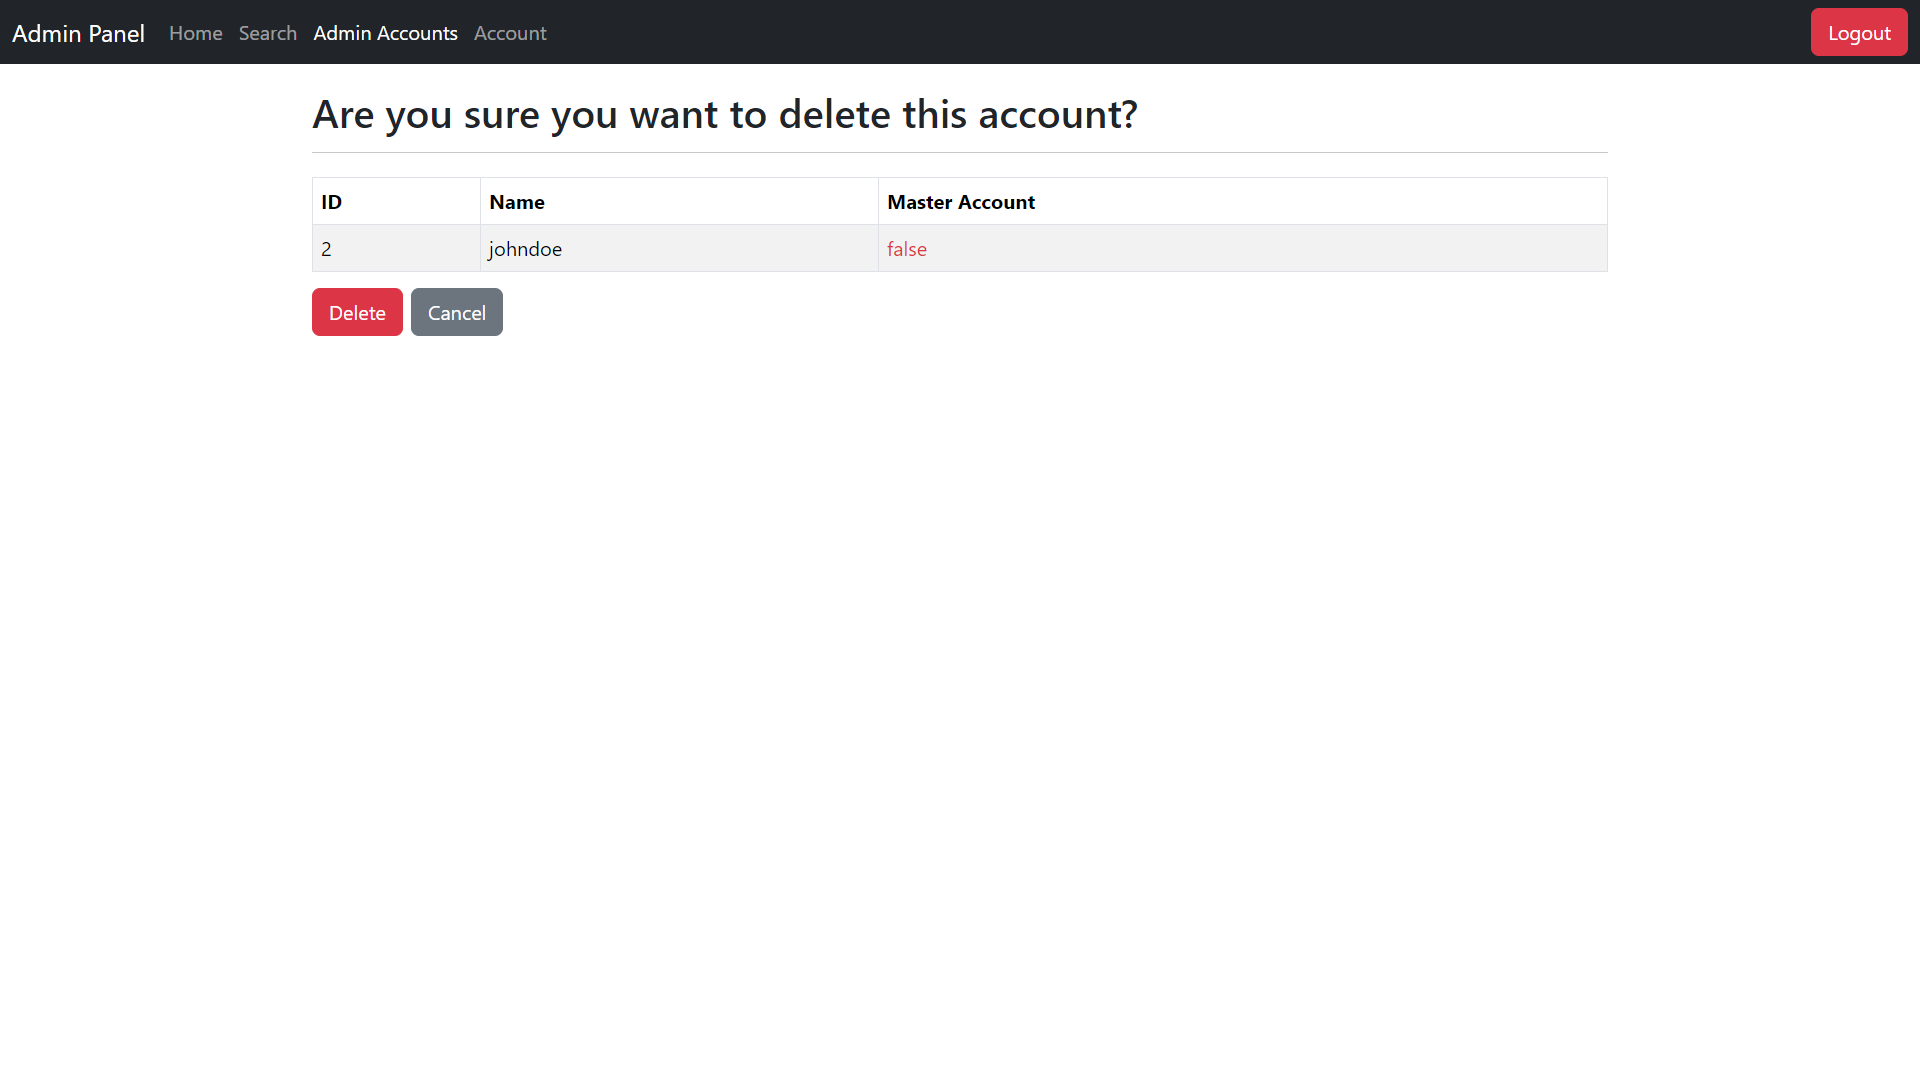 Admin Panel Home Search Admin Accounts Account Logout
Are you sure you want to delete this account?
ID Name Master Account
2 johndoe false
Delete Cancel